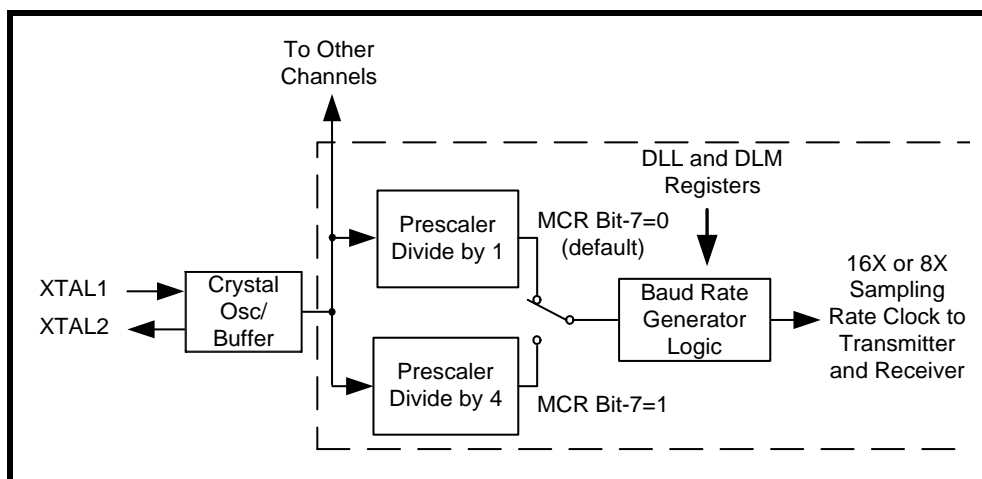 To Other
Channels
DLL and DLM
Registers
Prescaler
Divide by 1
MCR Bit-7=0
(default)
XTAL1
XTAL2
Crystal
Osc/
Buffer
Baud Rate
Generator
Logic
16X or 8X
Sampling
Rate Clock to
Transmitter
and Receiver
Prescaler
Divide by 4
MCR Bit-7=1